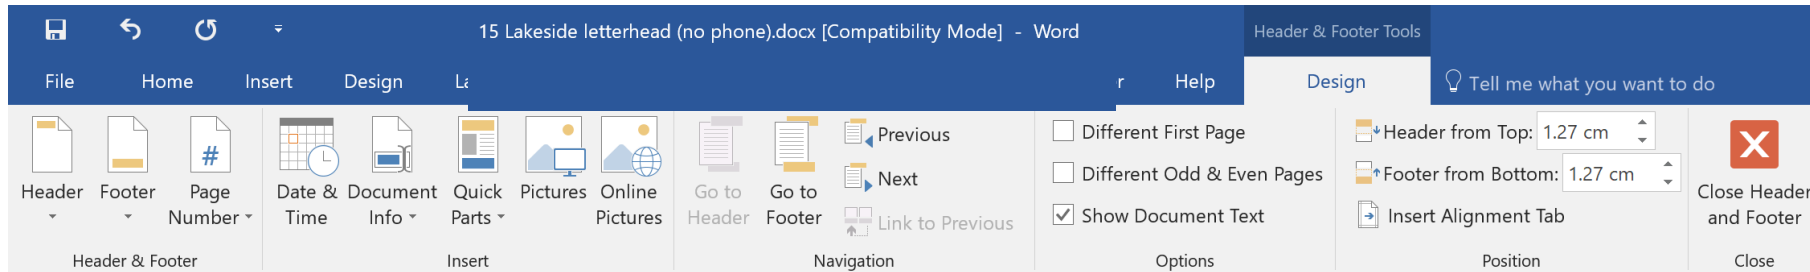 15 Lakeside letterhead (no phone).docx [Compatibility Mode] - Word
Header & Footer Tools
File Home Insert Design Help Design Tell me what you want to do
Header
Footer
Page Number
Header & Footer
Date & Time
Document Info
Quick Parts
Pictures
Online Pictures
Insert
Go to Header
Go to Footer
Previous
Next
Link to Previous
Navigation
Different First Page
Different Odd & Even Pages
Show Document Text
Options
Header from Top: 1.27 cm
Footer from Bottom: 1.27 cm
Insert Alignment Tab
Position
Close Header and Footer
Close